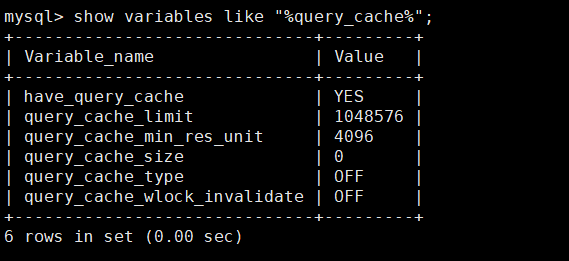 mysql> show variables like "%query_cache%";
+------------------------------+---------+
| Variable_name                | Value   |
+------------------------------+---------+
| have_query_cache             | YES     |
| query_cache_limit            | 1048576 |
| query_cache_min_res_unit     | 4096    |
| query_cache_size             | 0       |
| query_cache_type             | OFF     |
| query_cache_wlock_invalidate | OFF     |
+------------------------------+---------+
6 rows in set (0.00 sec)